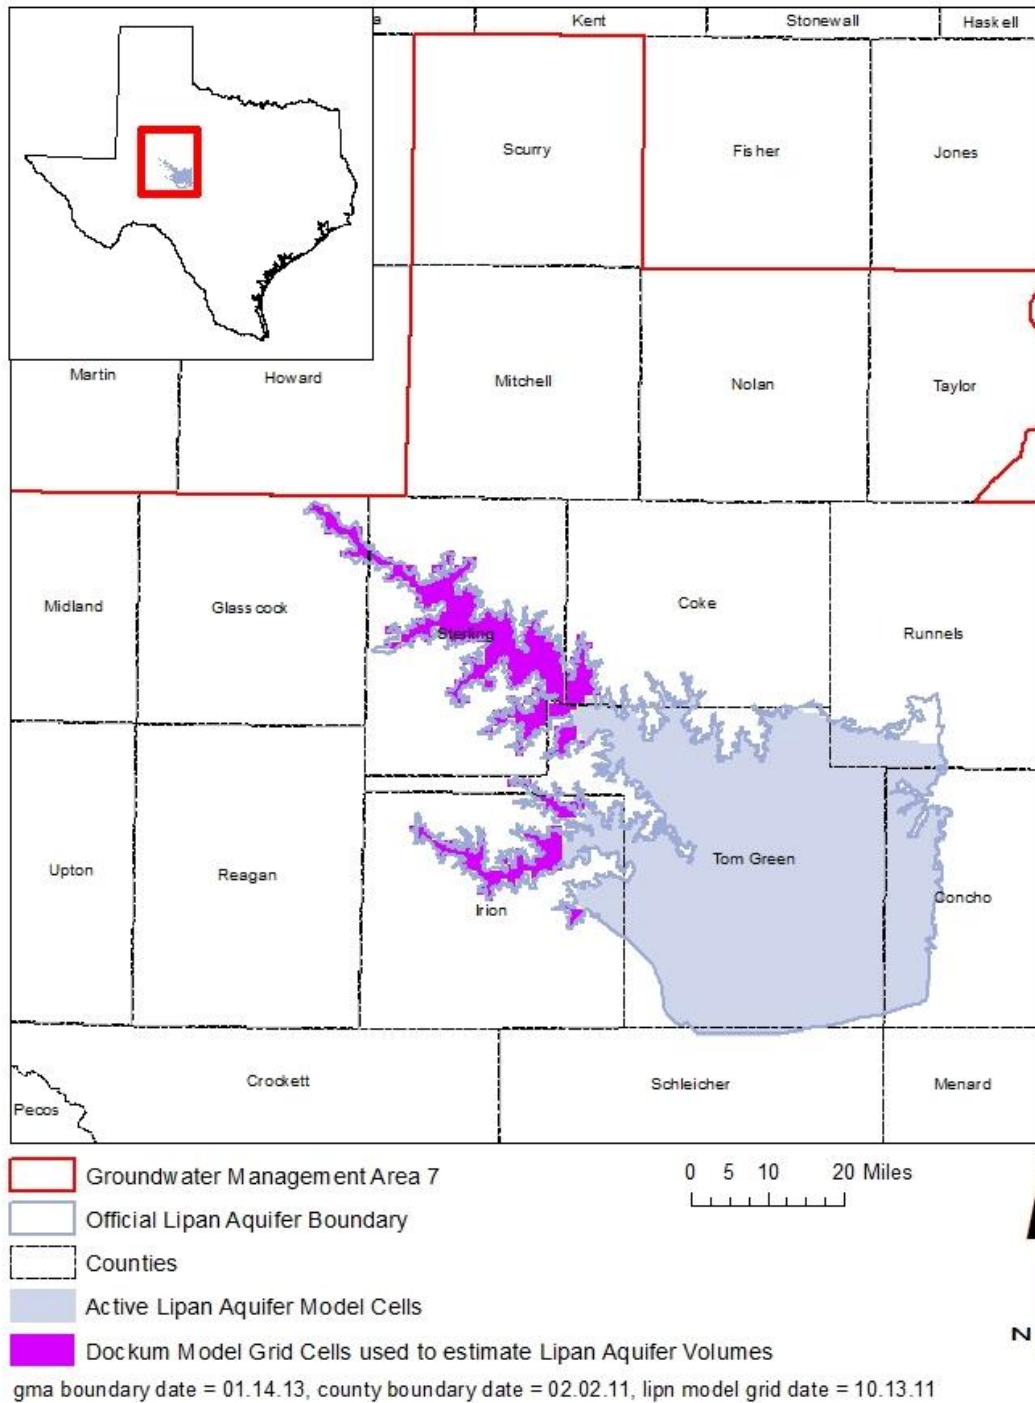 a Kent Stonewall Haskell
Scurry Fisher Jones
Martin Howard Mitchell Nolan Taylor
Midland Glasscock Sterling Coke Runnels
Upton Reagan Irion Tom Green Concho
Crockett Schleicher Menard
Pecos
Groundwater Management Area 7
0 5 10 20 Miles
Official Lipan Aquifer Boundary
Counties
Active Lipan Aquifer Model Cells
Dockum Model Grid Cells used to estimate Lipan Aquifer Volumes
N
gma boundary date = 01.14.13, county boundary date = 02.02.11, lipn model grid date = 10.13.11